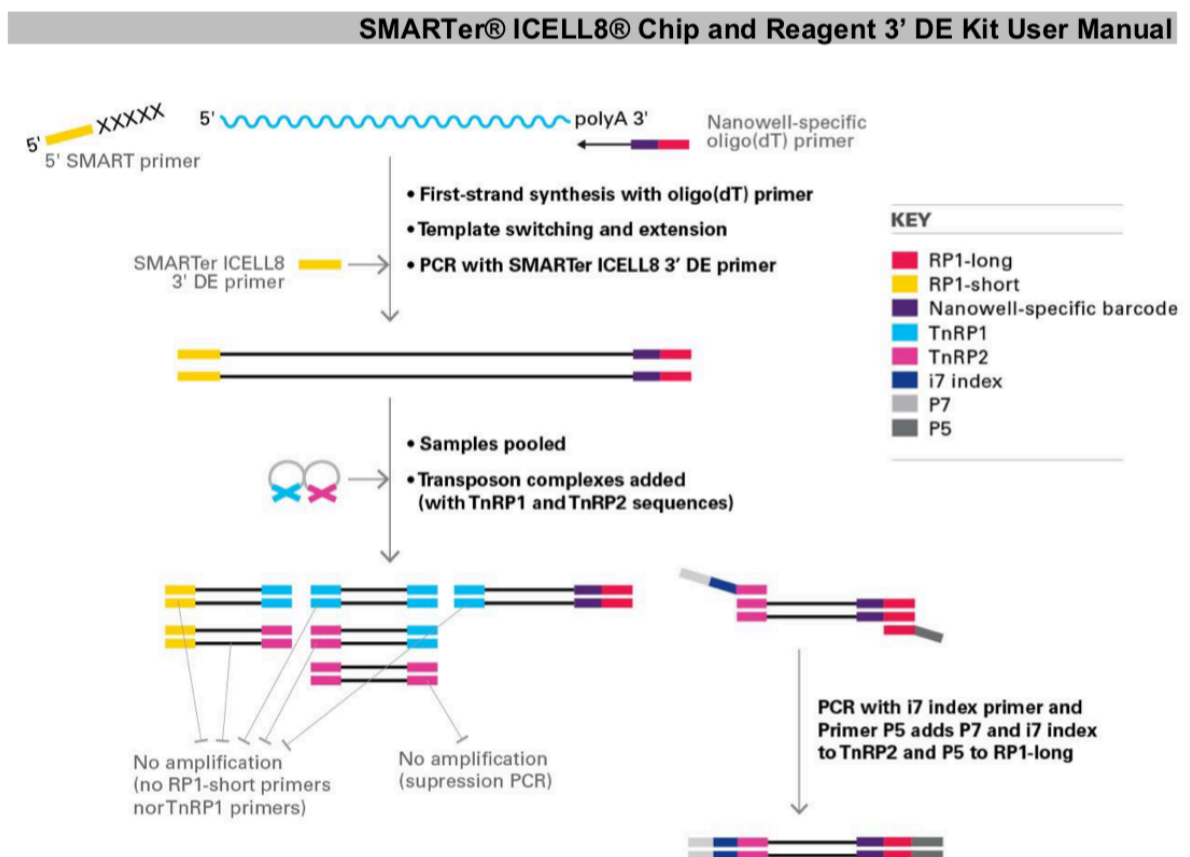 SMARTer® ICELL8® Chip and Reagent 3’ DE Kit User Manual
5' XXXXX
5' SMART primer
5' polyA 3'
Nanowell-specific
oligo(dT) primer
• First-strand synthesis with oligo(dT) primer
• Template switching and extension
• PCR with SMARTer ICELL8 3′ DE primer
SMARTer ICELL8
3' DE primer
KEY
RP1-long
RP1-short
Nanowell-specific barcode
TnRP1
TnRP2
i7 index
P7
P5
• Samples pooled
• Transposon complexes added
(with TnRP1 and TnRP2 sequences)
No amplification
(no RP1-short primers
nor TnRP1 primers)
No amplification
(supression PCR)
PCR with i7 index primer and
Primer P5 adds P7 and i7 index
to TnRP2 and P5 to RP1-long